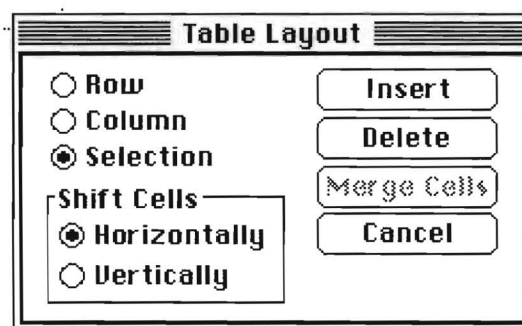 Table Layout
Row
Column
Selection
Shift Cells
Horizontally
Vertically
Insert
Delete
Merge Cells
Cancel